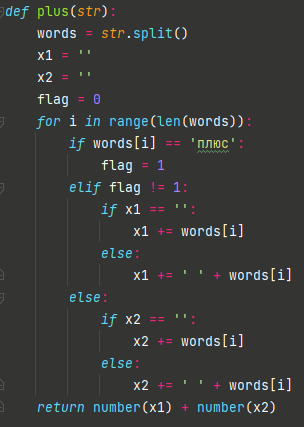 def plus(str):
    words = str.split()
    x1 = ''
    x2 = ''
    flag = 0
    for i in range(len(words)):
        if words[i] == 'плюс':
            flag = 1
        elif flag != 1:
            if x1 == '':
                x1 += words[i]
            else:
                x1 += ' ' + words[i]
        else:
            if x2 == '':
                x2 += words[i]
            else:
                x2 += ' ' + words[i]
    return number(x1) + number(x2)